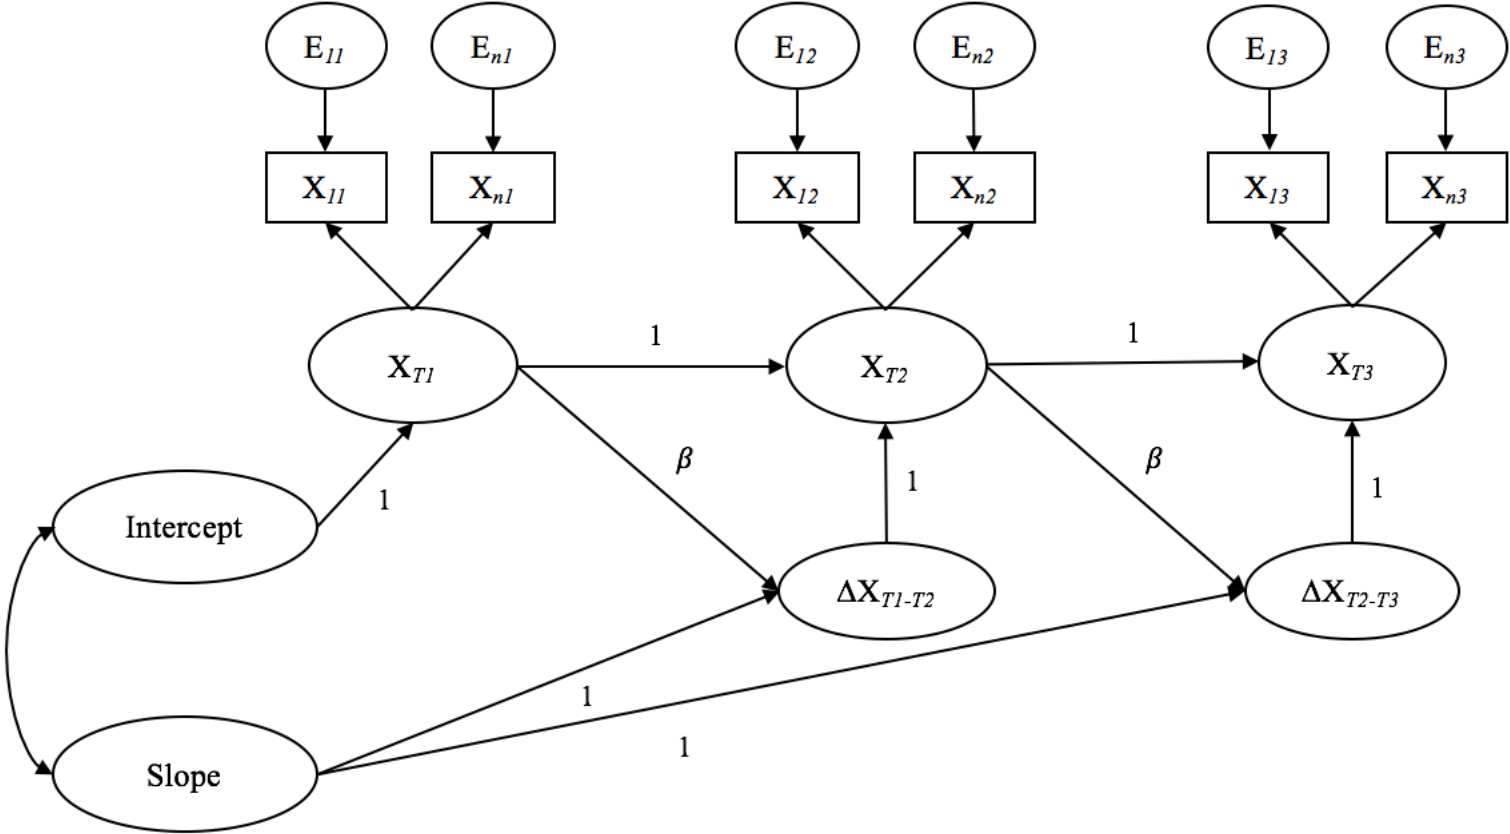 E11 En1 E12 En2 E13 En3
X11 Xn1 X12 Xn2 X13 Xn3
1 1
XT1 XT2 XT3
β β
1 1 1
Intercept
ΔXT1-T2 ΔXT2-T3
1
1
Slope